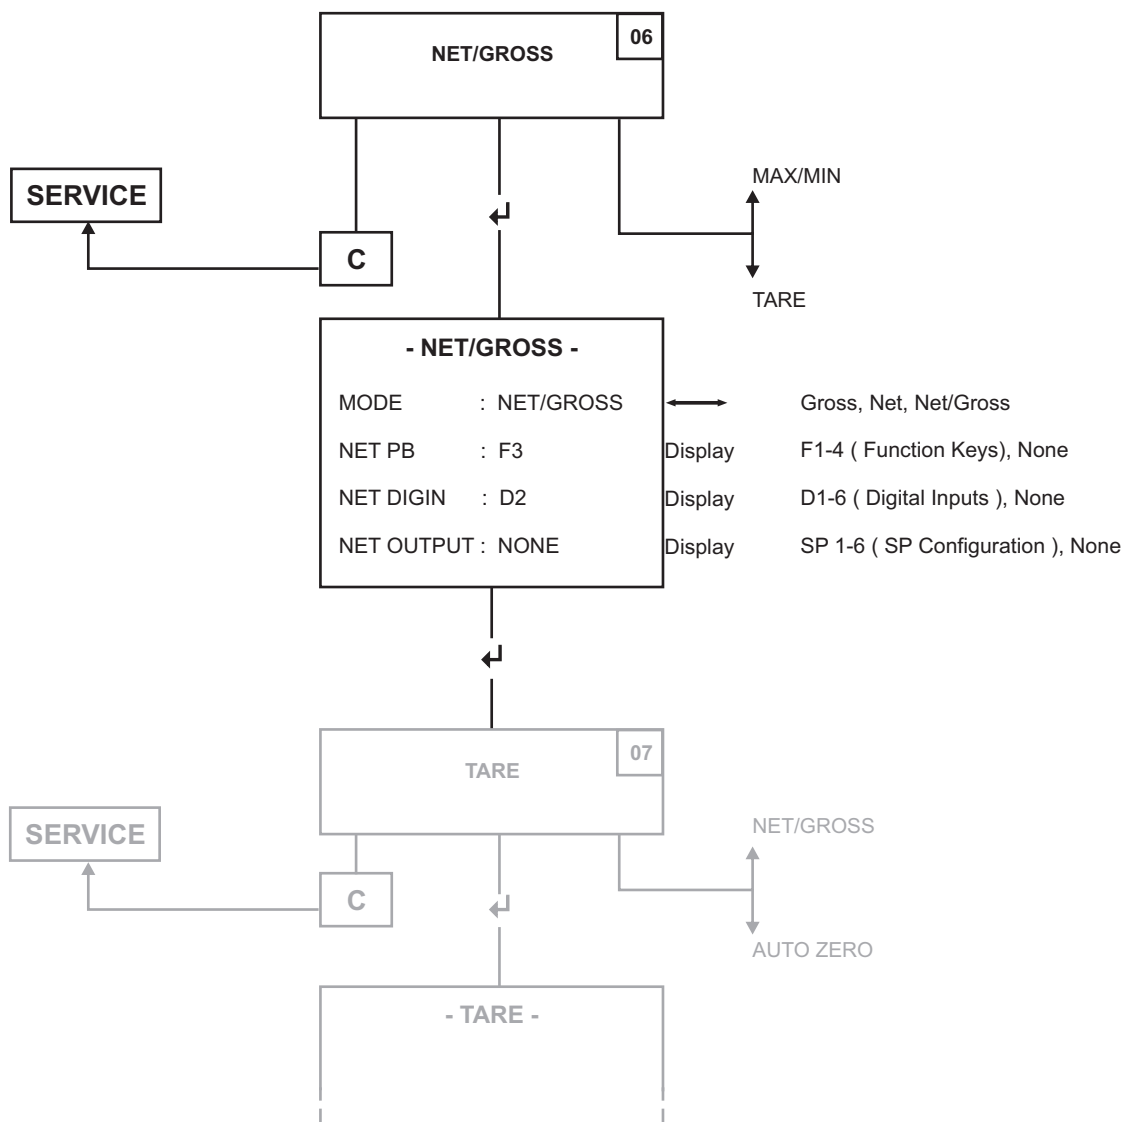 NET/GROSS 06
MAX/MIN
SERVICE
C
TARE
- NET/GROSS -
MODE : NET/GROSS Gross, Net, Net/Gross
NET PB : F3 Display F1-4 ( Function Keys), None
NET DIGIN : D2 Display D1-6 ( Digital Inputs ), None
NET OUTPUT : NONE Display SP 1-6 ( SP Configuration ), None
TARE 07
NET/GROSS
SERVICE
C
AUTO ZERO
- TARE -